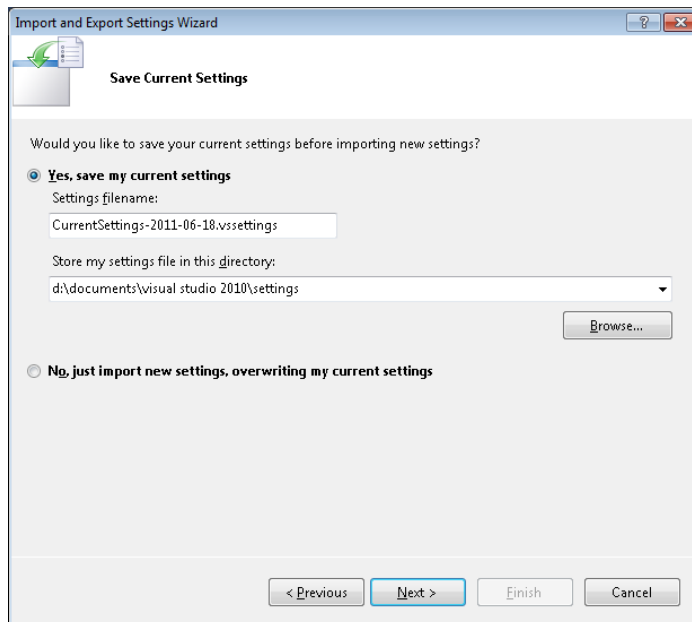 Import and Export Settings Wizard
?
Save Current Settings
Would you like to save your current settings before importing new settings?
Yes, save my current settings
Settings filename:
CurrentSettings-2011-06-18.vssettings
Store my settings file in this directory:
d:\documents\visual studio 2010\settings
Browse...
No, just import new settings, overwriting my current settings
< Previous Next > Finish Cancel